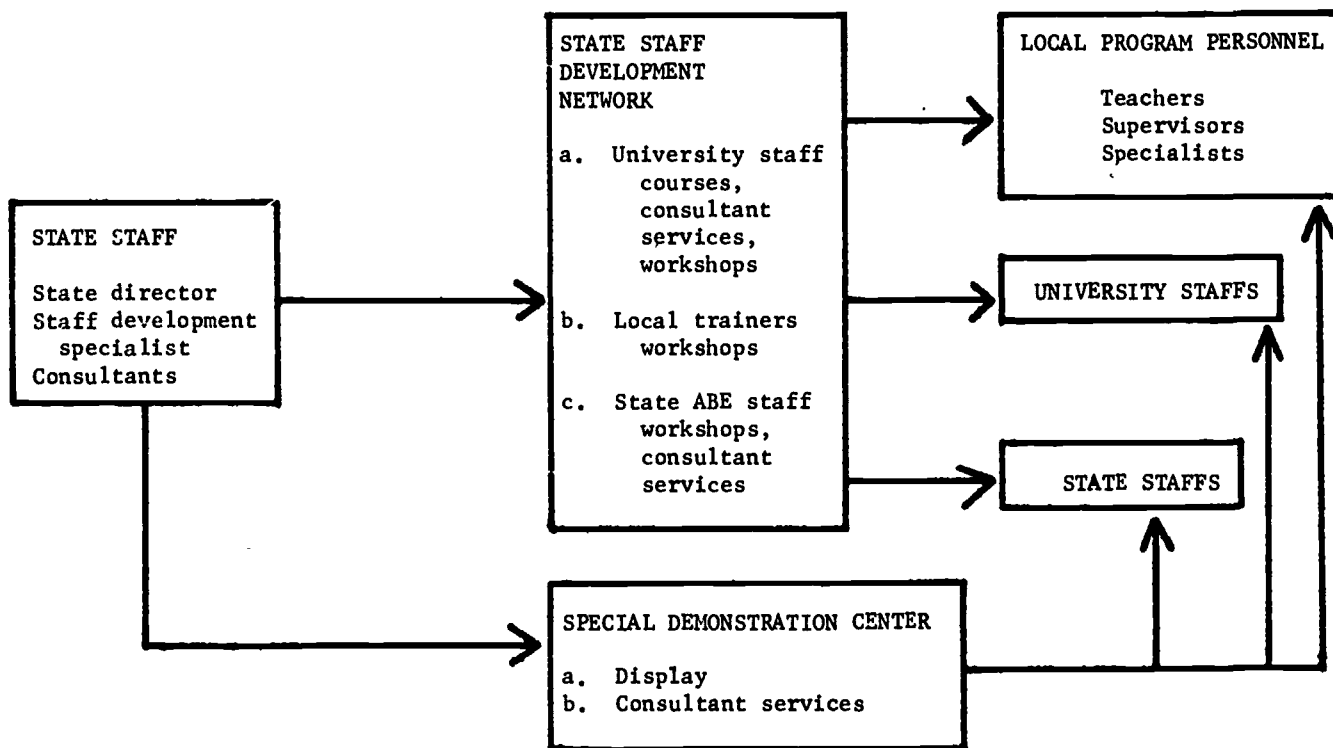 STATE STAFF
State director
Staff development
specialist
Consultants
STATE STAFF
DEVELOPMENT
NETWORK
a. University staff
courses,
consultant
services,
workshops
b. Local trainers
workshops
c. State ABE staff
workshops,
consultant
services
SPECIAL DEMONSTRATION CENTER
a. Display
b. Consultant services
LOCAL PROGRAM PERSONNEL
Teachers
Supervisors
Specialists
UNIVERSITY STAFFS
STATE STAFFS